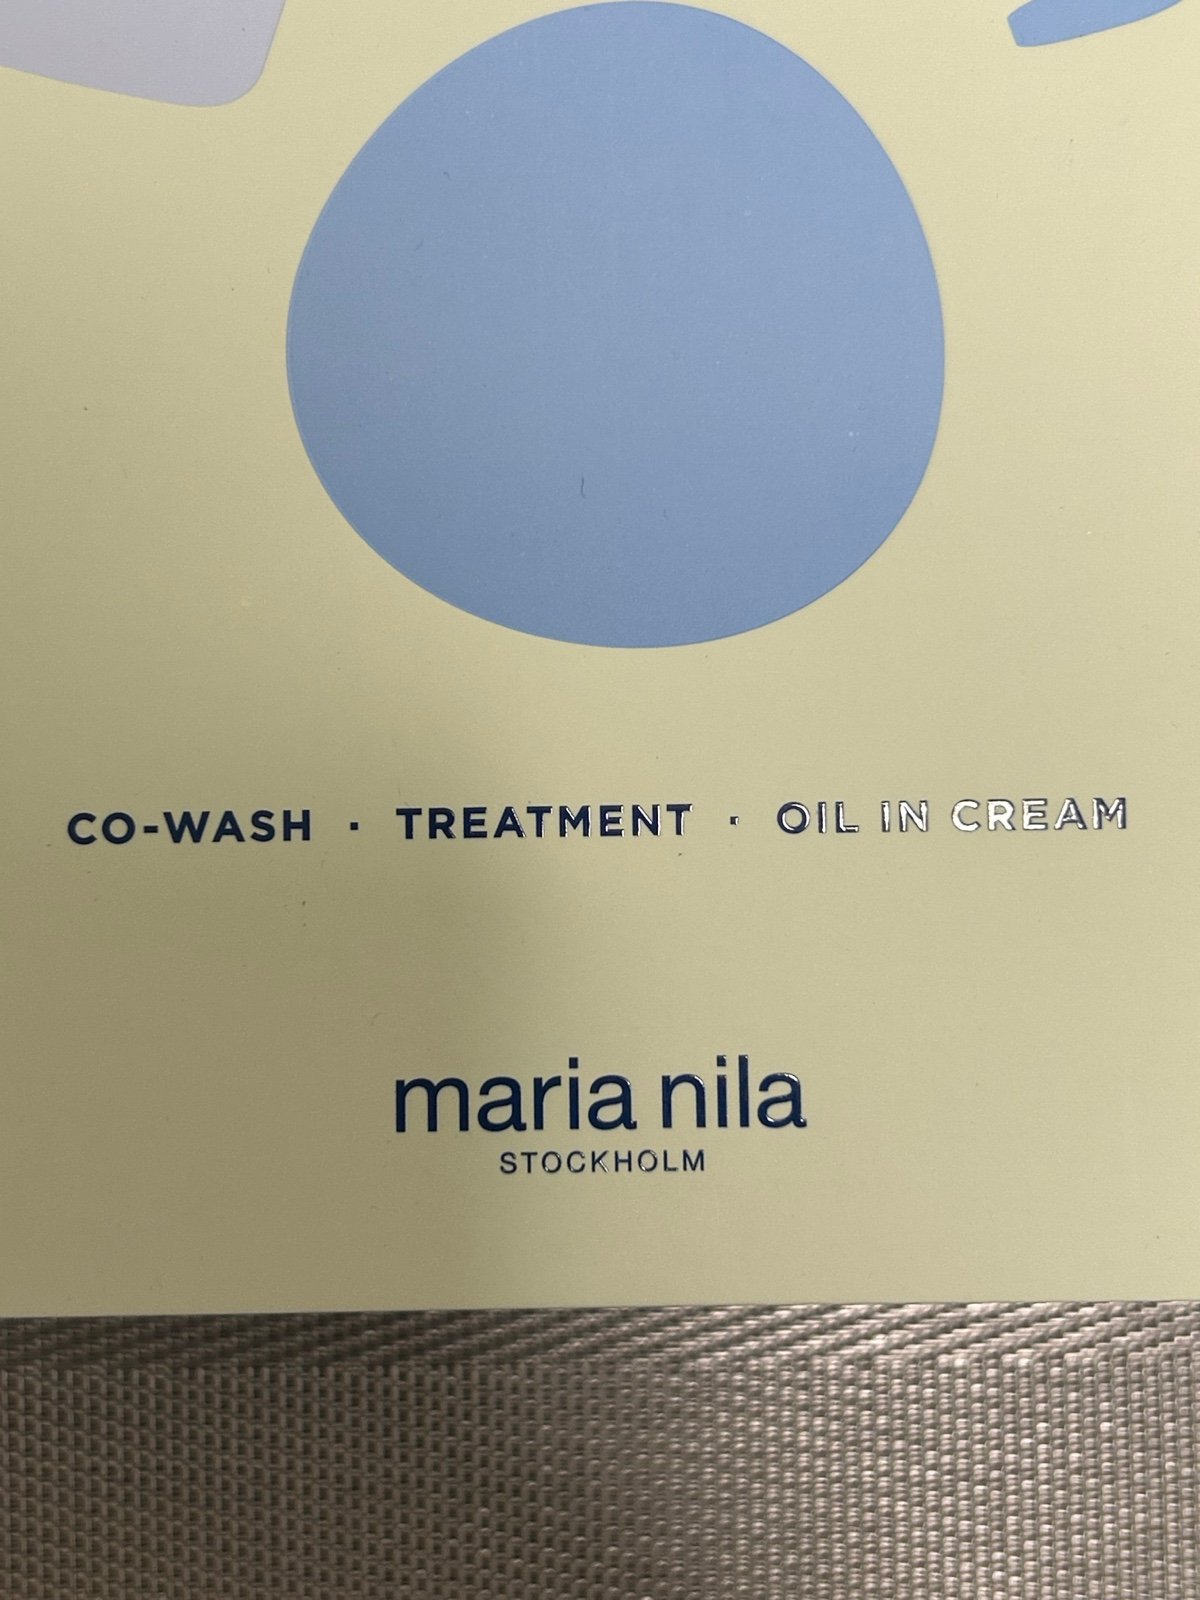 CO-WASH · TREATMENT · OIL IN CREAM
maria nila
STOCKHOLM